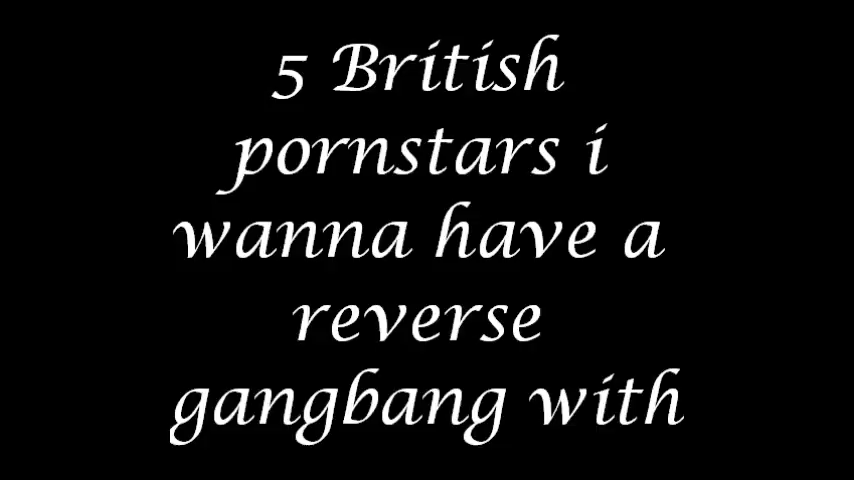 5 British
pornstars i
wanna have a
reverse
gangbang with